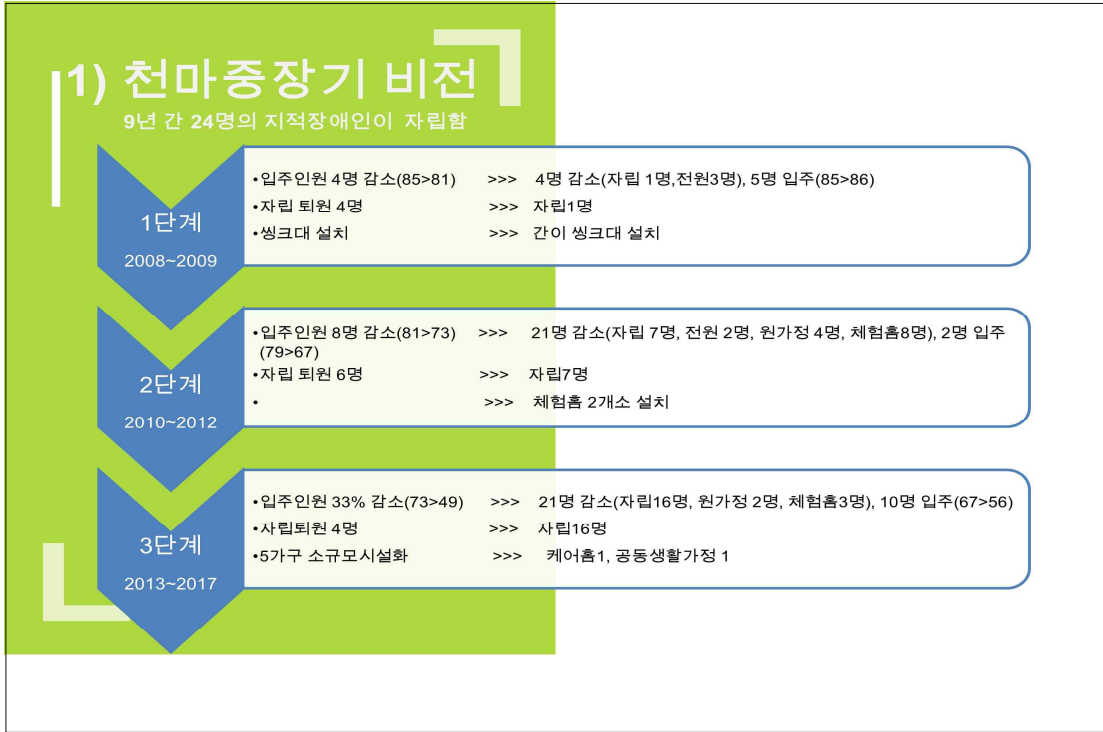 1) 천마중장기 비전
9년 간 24명의 지적장애인이 자립함
1단계
2008~2009
•입주인원 4명 감소(85>81) >>> 4명 감소(자립 1명,전원3명), 5명 입주(85>86)
•자립 퇴원 4명 >>> 자립1명
•씽크대 설치 >>> 간이 씽크대 설치
2단계
2010~2012
•입주인원 8명 감소(81>73) >>> 21명 감소(자립 7명, 전원 2명, 원가정 4명, 체험홈8명), 2명 입주
(79>67)
•자립 퇴원 6명 >>> 자립7명
• >>> 체험홈 2개소 설치
3단계
2013~2017
•입주인원 33% 감소(73>49) >>> 21명 감소(자립16명, 원가정 2명, 체험홈3명), 10명 입주(67>56)
•자립퇴원 4명 >>> 자립16명
•5가구 소규모시설화 >>> 케어홈1, 공동생활가정 1